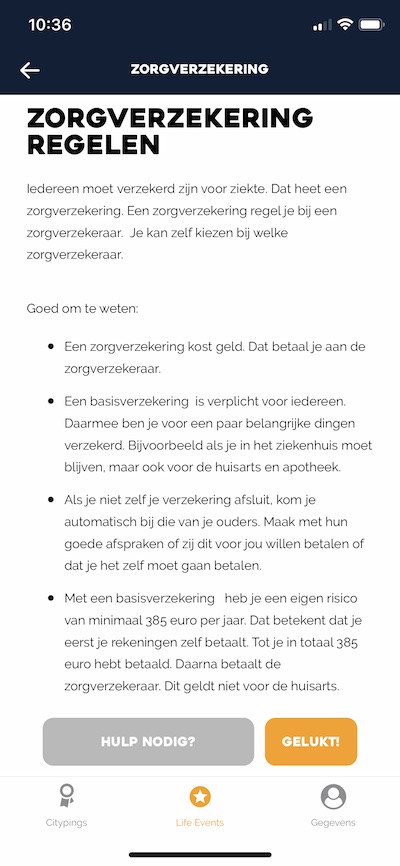 10:36
ZORGVERZEKERING
ZORGVERZEKERING
REGELEN
Iedereen moet verzekerd zijn voor ziekte. Dat heet een
zorgverzekering. Een zorgverzekering regel je bij een
zorgverzekeraar.  Je kan zelf kiezen bij welke
zorgverzekeraar.
Goed om te weten:
• Een zorgverzekering kost geld. Dat betaal je aan de
zorgverzekeraar.
• Een basisverzekering  is verplicht voor iedereen.
Daarmee ben je voor een paar belangrijke dingen
verzekerd. Bijvoorbeeld als je in het ziekenhuis moet
blijven, maar ook voor de huisarts en apotheek.
• Als je niet zelf je verzekering afsluit, kom je
automatisch bij die van je ouders. Maak met hun
goede afspraken of zij dit voor jou willen betalen of
dat je het zelf moet gaan betalen.
• Met een basisverzekering   heb je een eigen risico
van minimaal 385 euro per jaar. Dat betekent dat je
eerst je rekeningen zelf betaalt. Tot je in totaal 385
euro hebt betaald. Daarna betaalt de
zorgverzekeraar. Dit geldt niet voor de huisarts.
HULP NODIG? GELUKT!
Citypings Life Events Gegevens